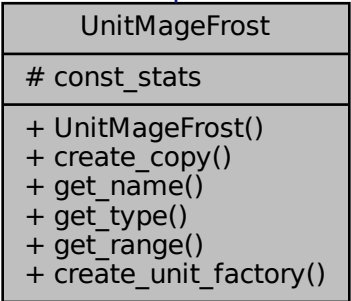 UnitMageFrost
# const_stats
+ UnitMageFrost()
+ create_copy()
+ get_name()
+ get_type()
+ get_range()
+ create_unit_factory()